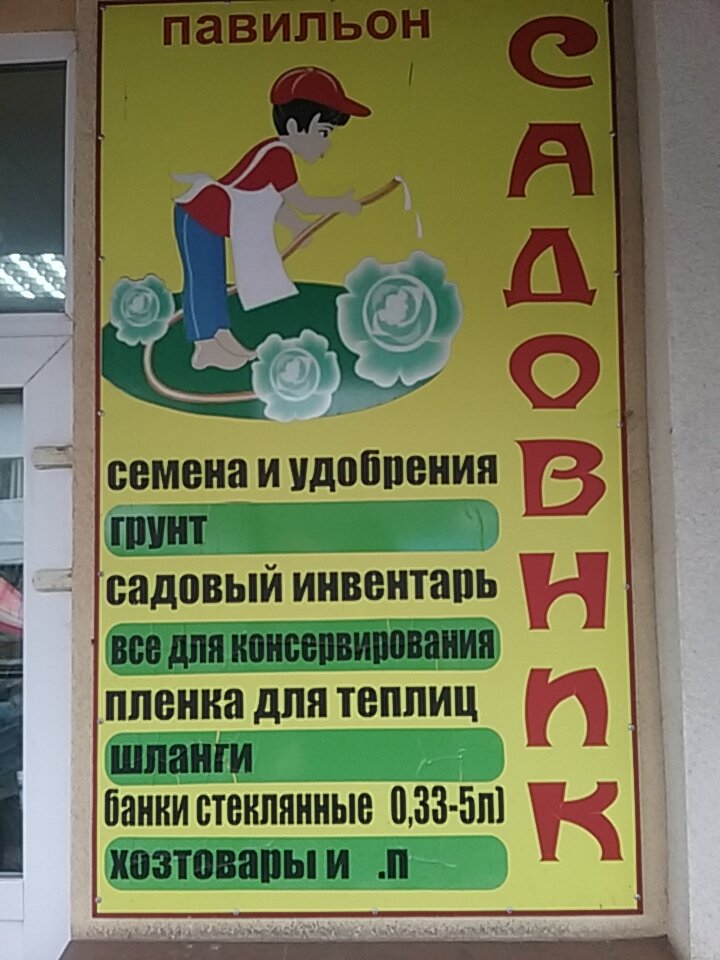 павильон
САДОВНИК
семена и удобрения
грунт
садовый инвентарь
все для консервирования
пленка для теплиц
шланги
банки стеклянные 0,33-5л)
хозтовары и .п